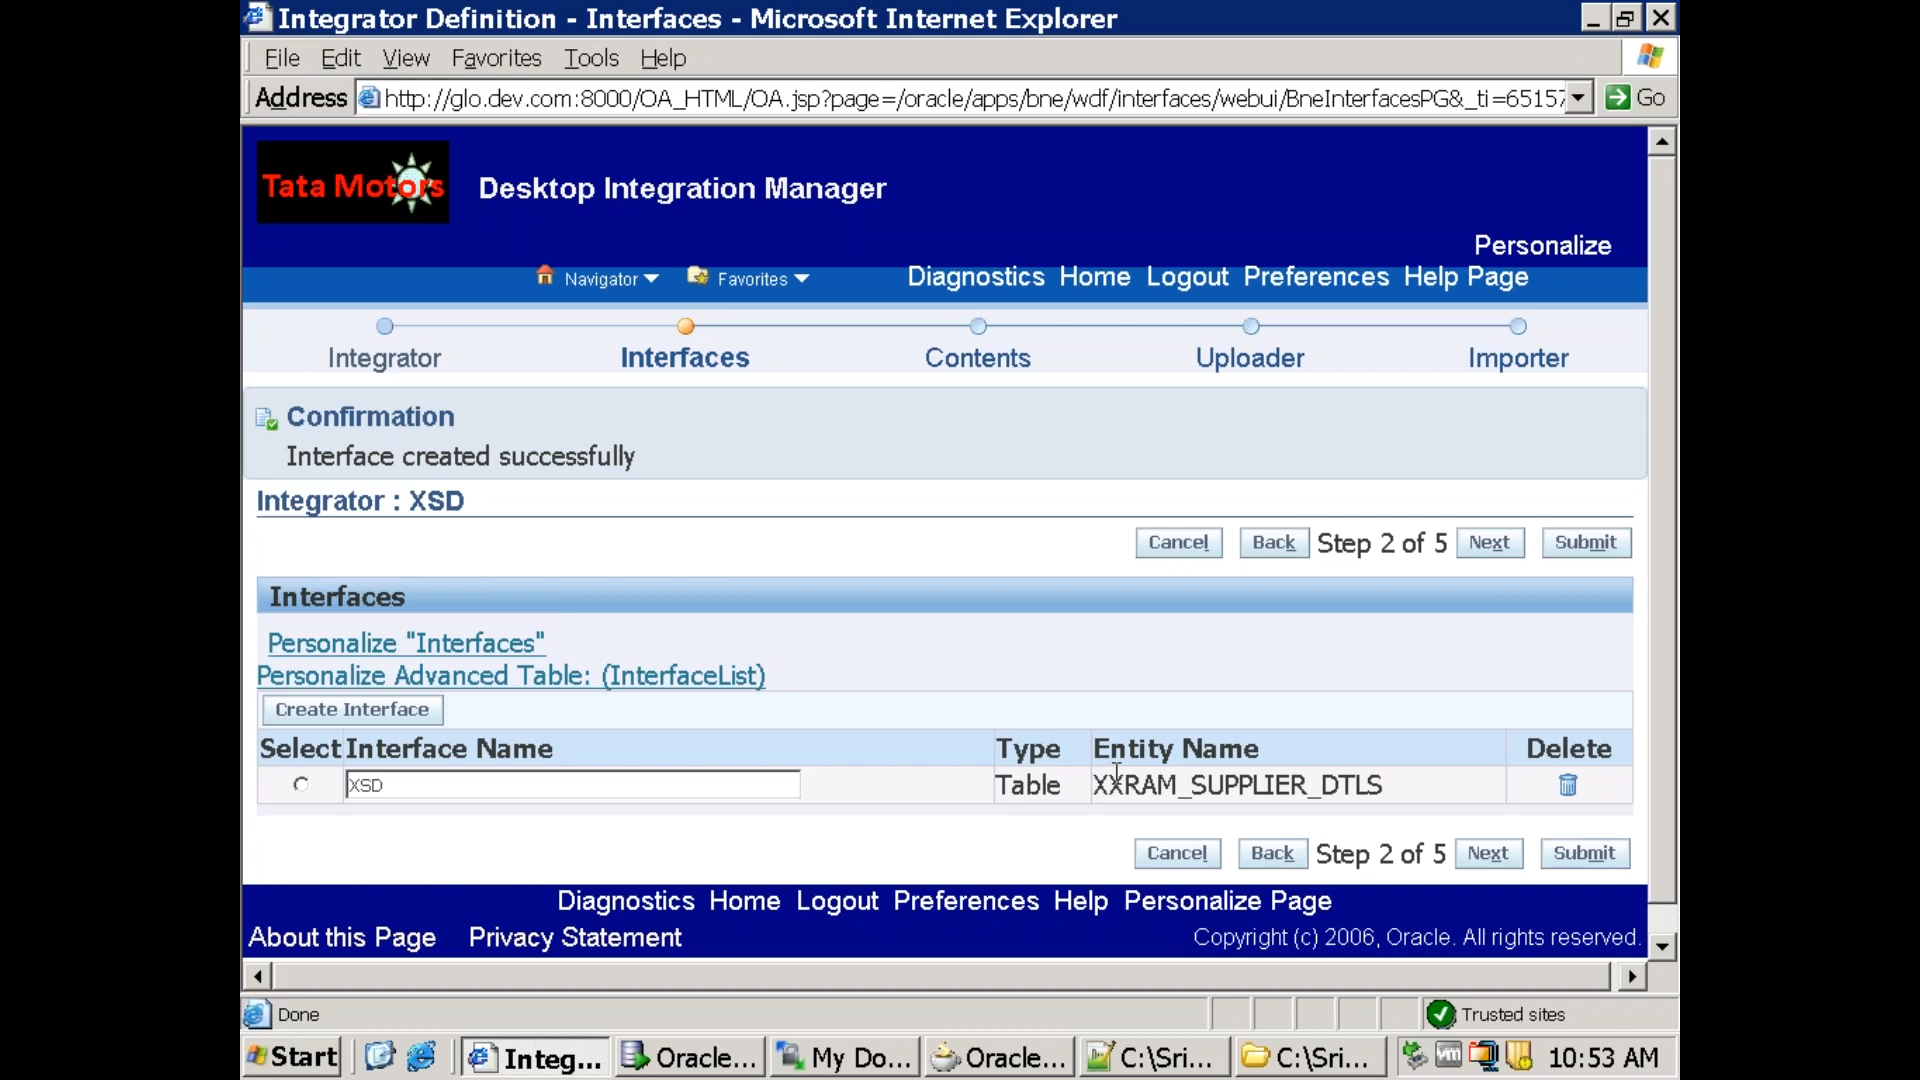 Integrator Definition - Interfaces - Microsoft Internet Explorer
File Edit View Favorites Tools Help
Address http://glo.dev.com:8000/OA_HTML/OA.jsp?page=/oracle/apps/bne/wdf/interfaces/webui/BneInterfacesPG&_ti=65157 Go
Tata Motors Desktop Integration Manager
Personalize
Navigator Favorites Diagnostics Home Logout Preferences Help Page
Integrator Interfaces Contents Uploader Importer
Confirmation
Interface created successfully
Integrator : XSD
Cancel Back Step 2 of 5 Next Submit
Interfaces
Personalize "Interfaces"
Personalize Advanced Table: (InterfaceList)
Create Interface
Select Interface Name Type Entity Name Delete
XSD Table XXRAM_SUPPLIER_DTLS
Cancel Back Step 2 of 5 Next Submit
Diagnostics Home Logout Preferences Help Personalize Page
About this Page Privacy Statement Copyright (c) 2006, Oracle. All rights reserved.
Done Trusted sites
Start Integ... Oracle... My Do... Oracle... C:\Sri... C:\Sri... 10:53 AM